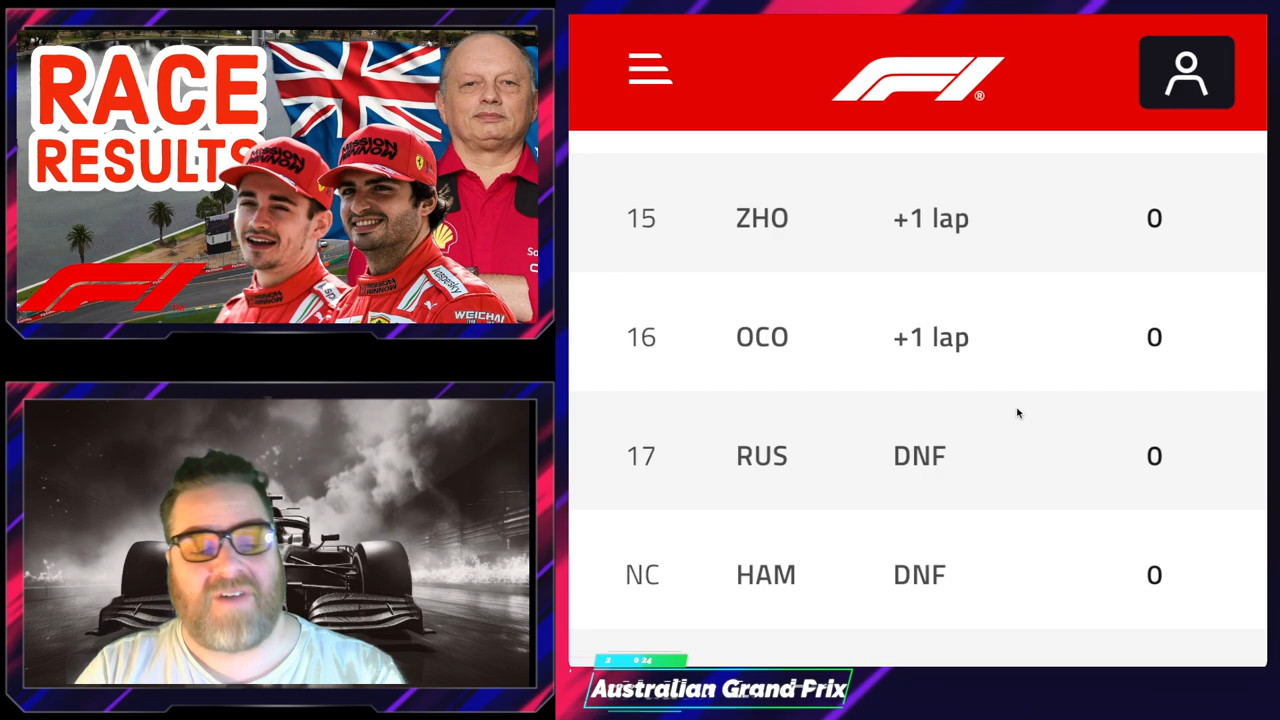 RACE
RESULTS
MISSION
WINNOW
MISSION
WINNOW
WEICHAI
F1
15 ZHO +1 lap 0
16 OCO +1 lap 0
17 RUS DNF 0
NC HAM DNF 0
Australian Grand Prix